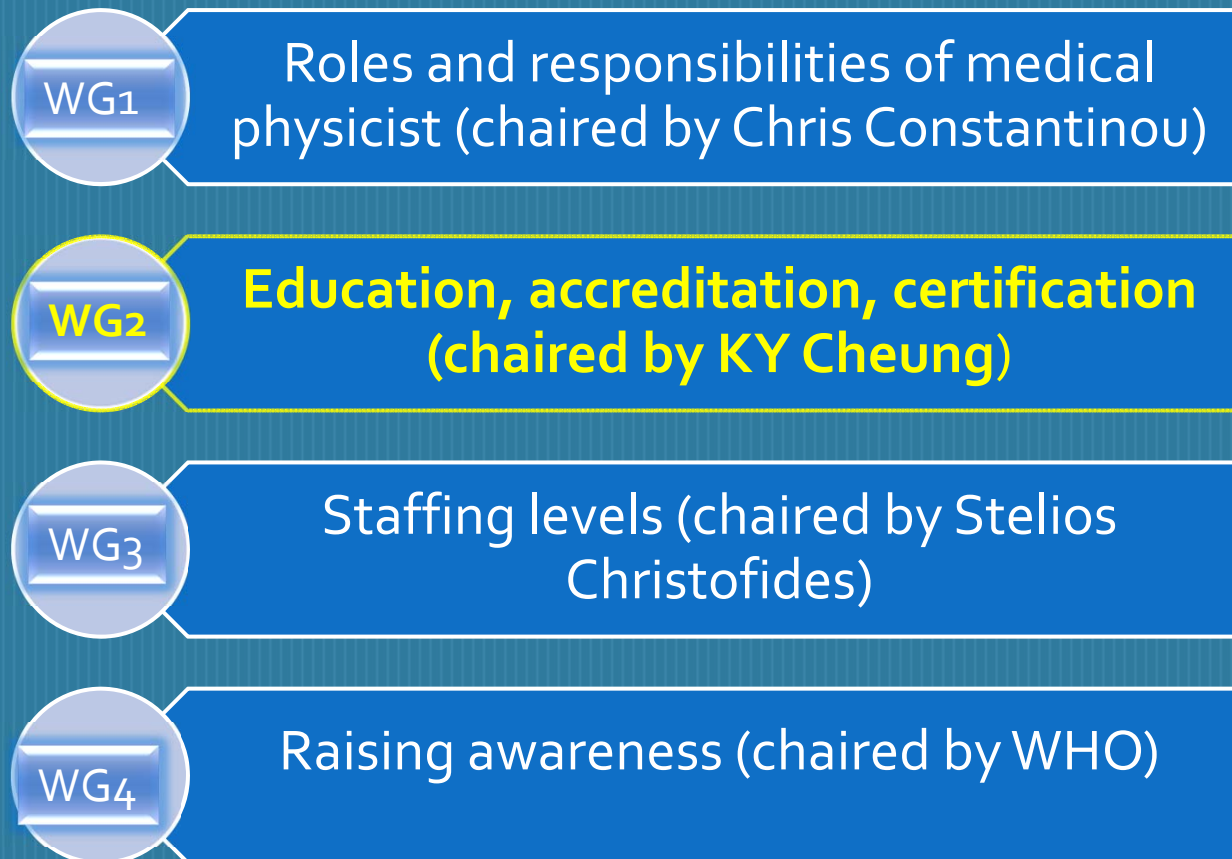 WG1
Roles and responsibilities of medical
physicist (chaired by Chris Constantinou)
WG2
Education, accreditation, certification
(chaired by KY Cheung)
WG3
Staffing levels (chaired by Stelios
Christofides)
WG4
Raising awareness (chaired by WHO)